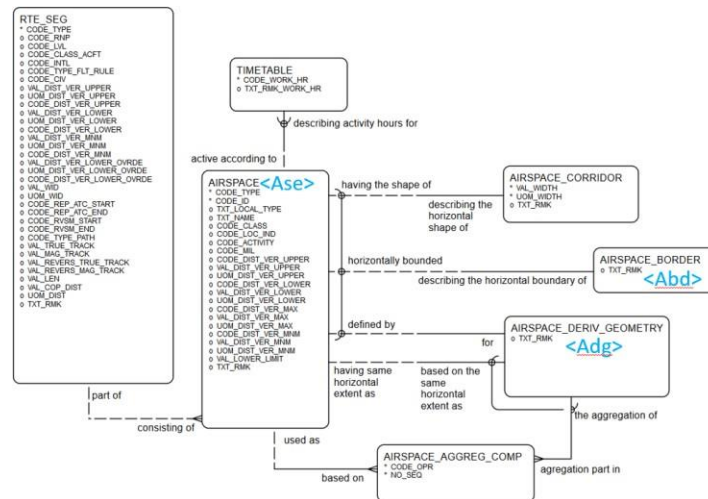 RTE_SEG
* CODE_TYPE
o CODE_RNP
o CODE_LVL
o CODE_CLASS_ACFT
o CODE_INTL
o CODE_TYPE_FLT_RULE
o CODE_CIV
o VAL_DIST_VER_UPPER
o UOM_DIST_VER_UPPER
o CODE_DIST_VER_UPPER
o VAL_DIST_VER_LOWER
o UOM_DIST_VER_LOWER
o CODE_DIST_VER_LOWER
o VAL_DIST_VER_MNM
o UOM_DIST_VER_MNM
o CODE_DIST_VER_MNM
o VAL_DIST_VER_LOWER_OVRDE
o UOM_DIST_VER_LOWER_OVRDE
o CODE_DIST_VER_LOWER_OVRDE
o VAL_WID
o UOM_WID
o CODE_REP_ATC_START
o CODE_REP_ATC_END
o CODE_RVSM_START
o CODE_RVSM_END
o CODE_TYPE_PATH
o VAL_TRUE_TRACK
o VAL_MAG_TRACK
o VAL_REVERS_TRUE_TRACK
o VAL_REVERS_MAG_TRACK
o VAL_LEN
o VAL_COP_DIST
o UOM_DIST
o TXT_RMK
part of
consisting of
TIMETABLE
* CODE_WORK_HR
o TXT_RMK_WORK_HR
describing activity hours for
active according to
AIRSPACE <Ase>
* CODE_TYPE
* CODE_ID
o TXT_LOCAL_TYPE
o TXT_NAME
o CODE_CLASS
o CODE_LOC_IND
o CODE_ACTIVITY
o CODE_MIL
o CODE_DIST_VER_UPPER
o VAL_DIST_VER_UPPER
o UOM_DIST_VER_UPPER
o CODE_DIST_VER_LOWER
o VAL_DIST_VER_LOWER
o UOM_DIST_VER_LOWER
o CODE_DIST_VER_MAX
o VAL_DIST_VER_MAX
o UOM_DIST_VER_MAX
o CODE_DIST_VER_MNM
o VAL_DIST_VER_MNM
o UOM_DIST_VER_MNM
o VAL_LOWER_LIMIT
o TXT_RMK
having the shape of
describing the
horizontal
shape of
AIRSPACE_CORRIDOR
* VAL_WIDTH
* UOM_WIDTH
o TXT_RMK
horizontally bounded
describing the horizontal boundary of
AIRSPACE_BORDER
o TXT_RMK
<Abd>
defined by
for
AIRSPACE_DERIV_GEOMETRY
o TXT_RMK
<Adg>
having same
horizontal
extent as
based on the
same
horizontal
extent as
the aggregation of
used as
based on
AIRSPACE_AGGREG_COMP
* CODE_OPR
* NO_SEQ
agregation part in